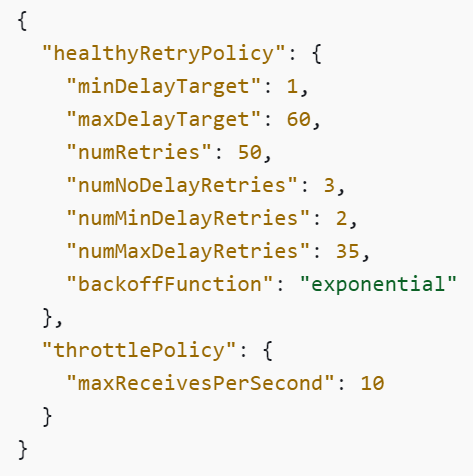 {
  "healthyRetryPolicy": {
    "minDelayTarget": 1,
    "maxDelayTarget": 60,
    "numRetries": 50,
    "numNoDelayRetries": 3,
    "numMinDelayRetries": 2,
    "numMaxDelayRetries": 35,
    "backoffFunction": "exponential"
  },
  "throttlePolicy": {
    "maxReceivesPerSecond": 10
  }
}